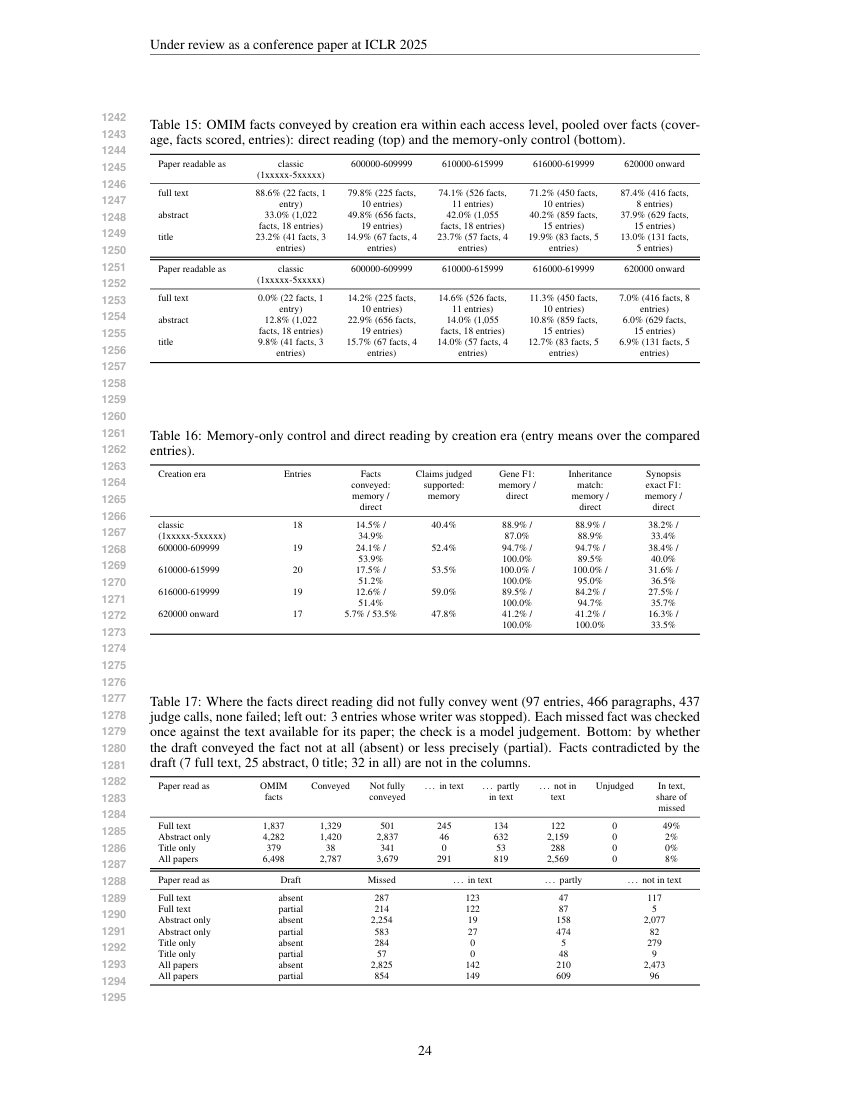 Under review as a conference paper at ICLR 2025
1242
1243
1244
1245
1246
1247
1248
1249
1250
1251
1252
1253
1254
1255
1256
1257
1258
1259
1260
1261
1262
1263
1264
1265
1266
1267
1268
1269
1270
1271
1272
1273
1274
1275
1276
1277
1278
1279
1280
1281
1282
1283
1284
1285
1286
1287
1288
1289
1290
1291
1292
1293
1294
1295
Table 15: OMIM facts conveyed by creation era within each access level, pooled over facts (cover-
age, facts scored, entries): direct reading (top) and the memory-only control (bottom).
Paper readable as classic 600000-609999 610000-615999 616000-619999 620000 onward
(1xxxxx-5xxxxx)
full text 88.6% (22 facts, 1 79.8% (225 facts, 74.1% (526 facts, 71.2% (450 facts, 87.4% (416 facts,
entry) 10 entries) 11 entries) 10 entries) 8 entries)
abstract 33.0% (1,022 49.8% (656 facts, 42.0% (1,055 40.2% (859 facts, 37.9% (629 facts,
facts, 18 entries) 19 entries) facts, 18 entries) 15 entries) 15 entries)
title 23.2% (41 facts, 3 14.9% (67 facts, 4 23.7% (57 facts, 4 19.9% (83 facts, 5 13.0% (131 facts,
entries) entries) entries) entries) 5 entries)
Paper readable as classic 600000-609999 610000-615999 616000-619999 620000 onward
(1xxxxx-5xxxxx)
full text 0.0% (22 facts, 1 14.2% (225 facts, 14.6% (526 facts, 11.3% (450 facts, 7.0% (416 facts, 8
entry) 10 entries) 11 entries) 10 entries) entries)
abstract 12.8% (1,022 22.9% (656 facts, 14.0% (1,055 10.8% (859 facts, 6.0% (629 facts,
facts, 18 entries) 19 entries) facts, 18 entries) 15 entries) 15 entries)
title 9.8% (41 facts, 3 15.7% (67 facts, 4 14.0% (57 facts, 4 12.7% (83 facts, 5 6.9% (131 facts, 5
entries) entries) entries) entries) entries)
Table 16: Memory-only control and direct reading by creation era (entry means over the compared
entries).
Creation era Entries Facts Claims judged Gene F1: Inheritance Synopsis
conveyed: supported: memory / match: exact F1:
memory / memory direct memory / memory /
direct direct direct
classic 18 14.5% / 40.4% 88.9% / 88.9% / 38.2% /
(1xxxxx-5xxxxx) 34.9% 87.0% 88.9% 33.4%
600000-609999 19 24.1% / 52.4% 94.7% / 94.7% / 38.4% /
53.9% 100.0% 89.5% 40.0%
610000-615999 20 17.5% / 53.5% 100.0% / 100.0% / 31.6% /
51.2% 100.0% 95.0% 36.5%
616000-619999 19 12.6% / 59.0% 89.5% / 84.2% / 27.5% /
51.4% 100.0% 94.7% 35.7%
620000 onward 17 5.7% / 53.5% 47.8% 41.2% / 41.2% / 16.3% /
100.0% 100.0% 33.5%
Table 17: Where the facts direct reading did not fully convey went (97 entries, 466 paragraphs, 437
judge calls, none failed; left out: 3 entries whose writer was stopped). Each missed fact was checked
once against the text available for its paper; the check is a model judgement. Bottom: by whether
the draft conveyed the fact not at all (absent) or less precisely (partial). Facts contradicted by the
draft (7 full text, 25 abstract, 0 title; 32 in all) are not in the columns.
Paper read as OMIM Conveyed Not fully ... in text ... partly ... not in Unjudged In text,
facts conveyed in text text share of
missed
Full text 1,837 1,329 501 245 134 122 0 49%
Abstract only 4,282 1,420 2,837 46 632 2,159 0 2%
Title only 379 38 341 0 53 288 0 0%
All papers 6,498 2,787 3,679 291 819 2,569 0 8%
Paper read as Draft Missed ... in text ... partly ... not in text
Full text absent 287 123 47 117
Full text partial 214 122 87 5
Abstract only absent 2,254 19 158 2,077
Abstract only partial 583 27 474 82
Title only absent 284 0 5 279
Title only partial 57 0 48 9
All papers absent 2,825 142 210 2,473
All papers partial 854 149 609 96
24